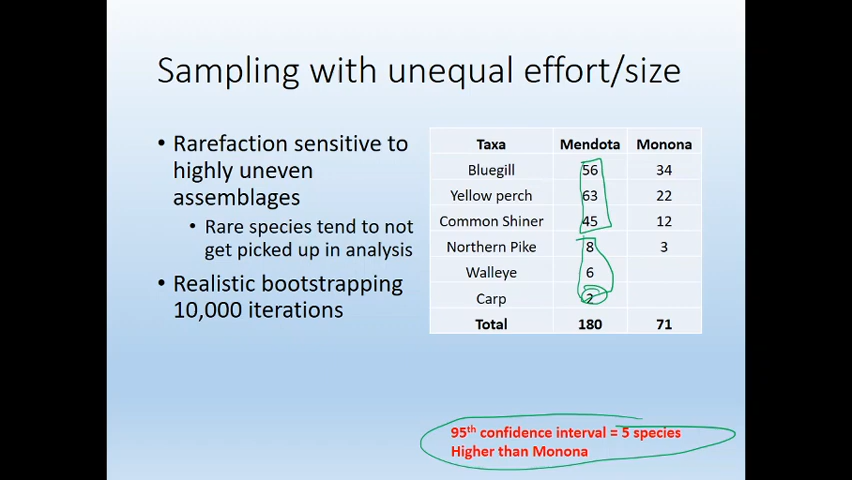 Sampling with unequal effort/size
• Rarefaction sensitive to
highly uneven
assemblages
• Rare species tend to not
get picked up in analysis
• Realistic bootstrapping
10,000 iterations
Taxa Mendota Monona
Bluegill 56 34
Yellow perch 63 22
Common Shiner 45 12
Northern Pike 8 3
Walleye 6
Carp 2
Total 180 71
95th confidence interval = 5 species
Higher than Monona